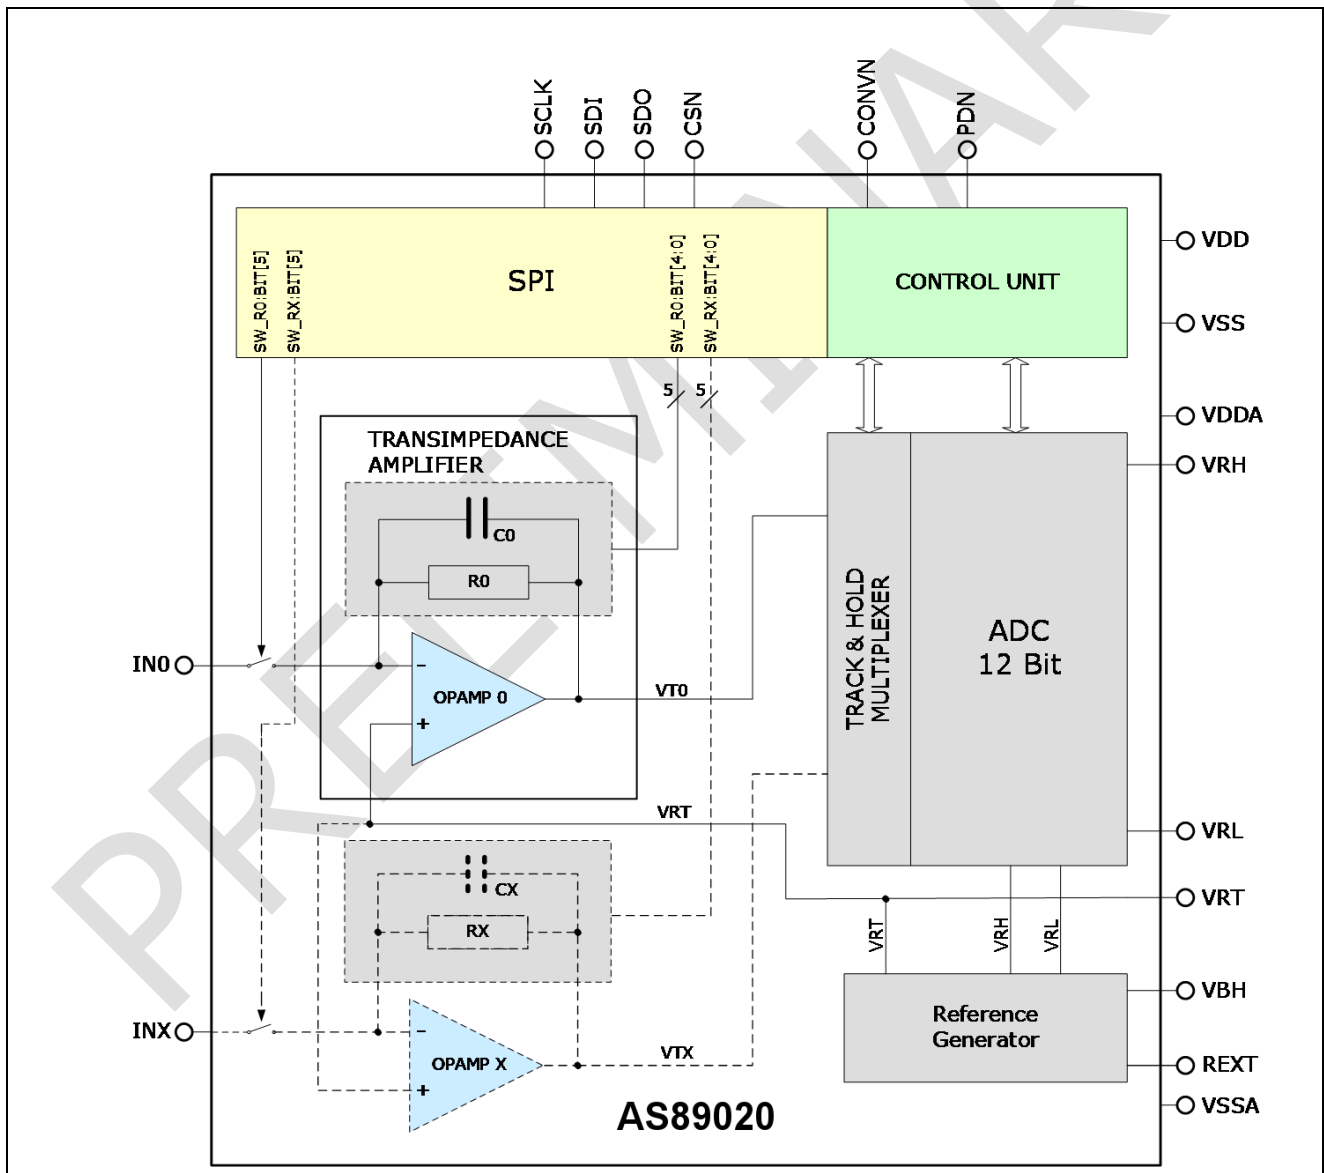 PRELIMINAR
SCLK
SDI
SDO
CSN
CONVN
PDN
SW_R0:BIT[5]
SW_RX:BIT[5]
SPI
SW_R0:BIT[4:0]
SW_RX:BIT[4:0]
CONTROL UNIT
VDD
VSS
5
5
VDDA
VRH
TRANSIMPEDANCE
AMPLIFIER
C0
R0
IN0
-
OPAMP 0
+
VT0
TRACK & HOLD
MULTIPLEXER
ADC
12 Bit
VRT
VRL
CX
RX
VRT
VRT
VRH
VRL
VBH
Reference
Generator
INX
-
OPAMP X
+
VTX
REXT
VSSA
AS89020